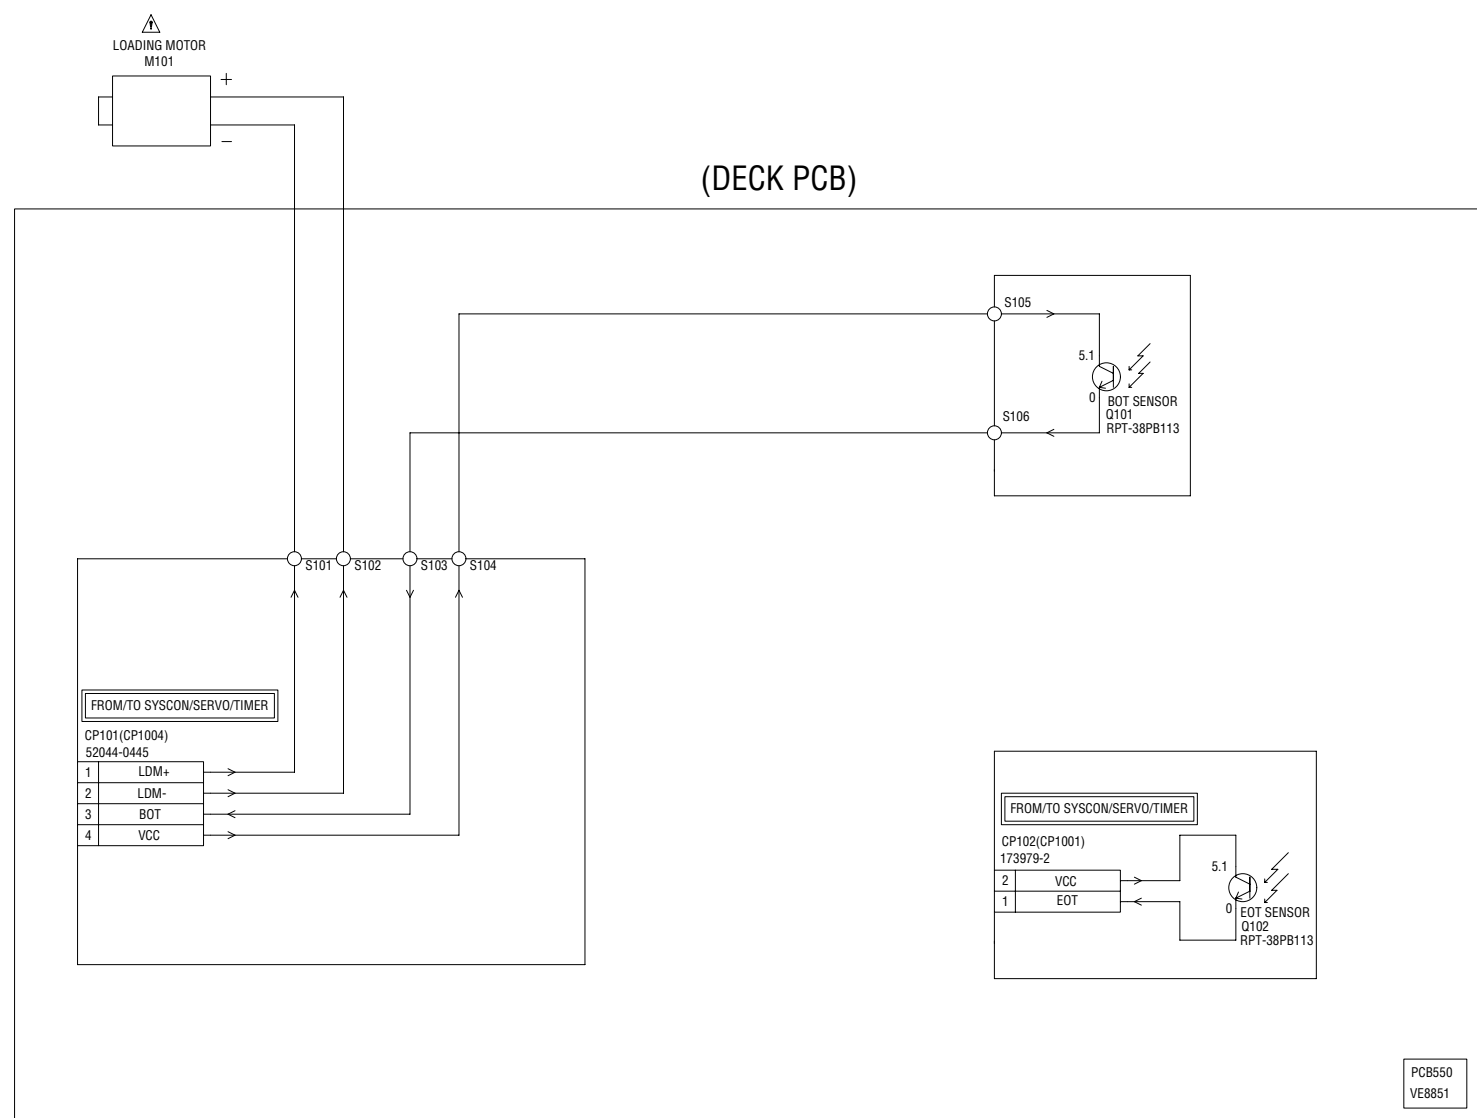 LOADING MOTOR
M101
+
−
(DECK PCB)
S105
5.1
0
BOT SENSOR
Q101
RPT-38PB113
S106
S101
S102
S103
S104
FROM/TO SYSCON/SERVO/TIMER
CP101(CP1004)
52044-0445
1 LDM+
2 LDM-
3 BOT
4 VCC
FROM/TO SYSCON/SERVO/TIMER
CP102(CP1001)
173979-2
2 VCC
1 EOT
5.1
0
EOT SENSOR
Q102
RPT-38PB113
PCB550
VE8851